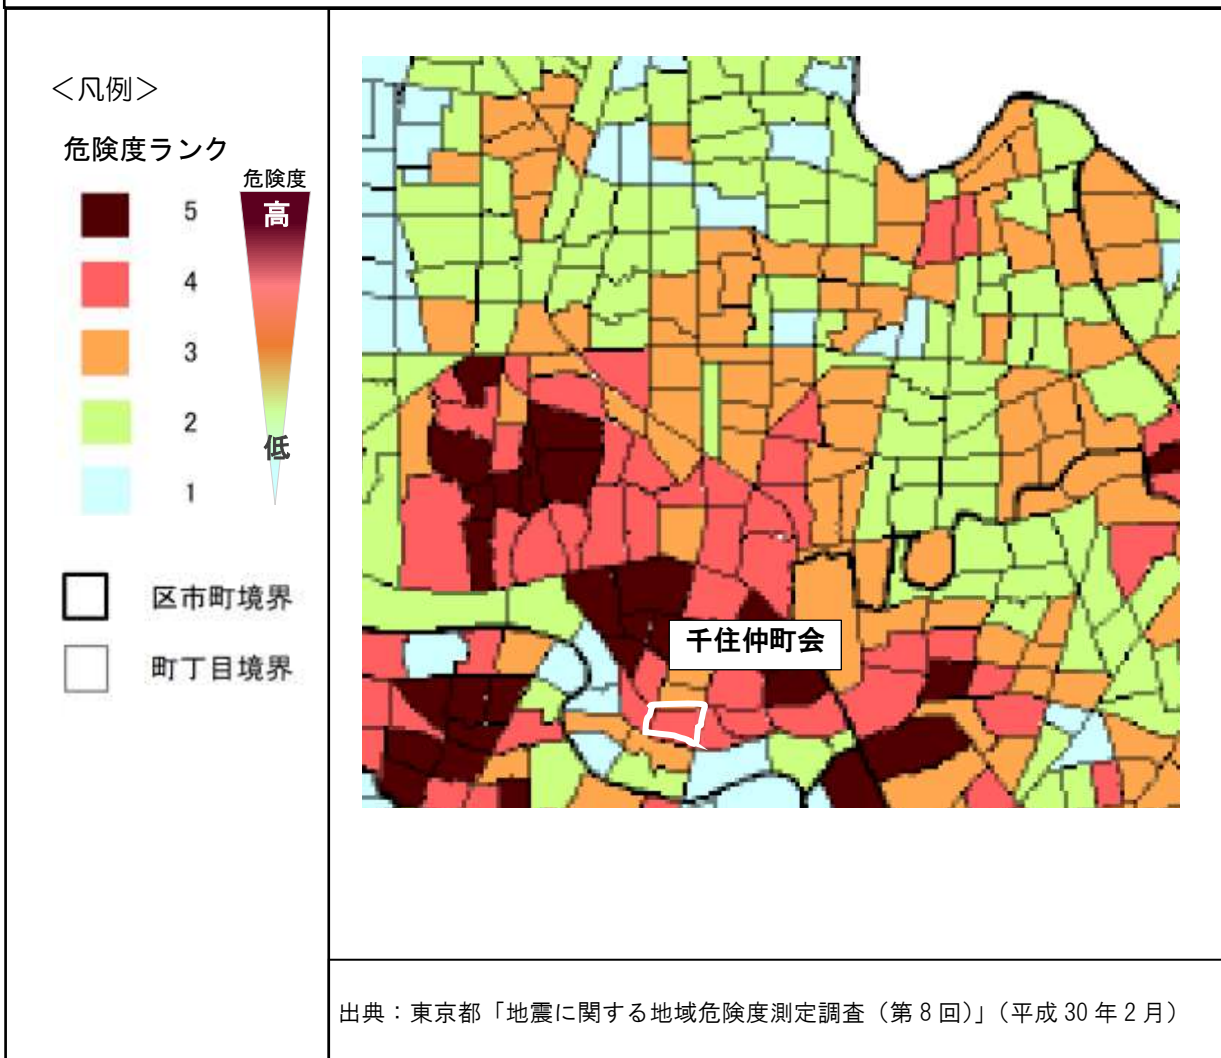 ＜凡例＞
危険度ランク
危険度
高
5
4
3
2
低
1
区市町境界
町丁目境界
千住仲町会
出典：東京都「地震に関する地域危険度測定調査（第８回）」（平成 30 年２月）